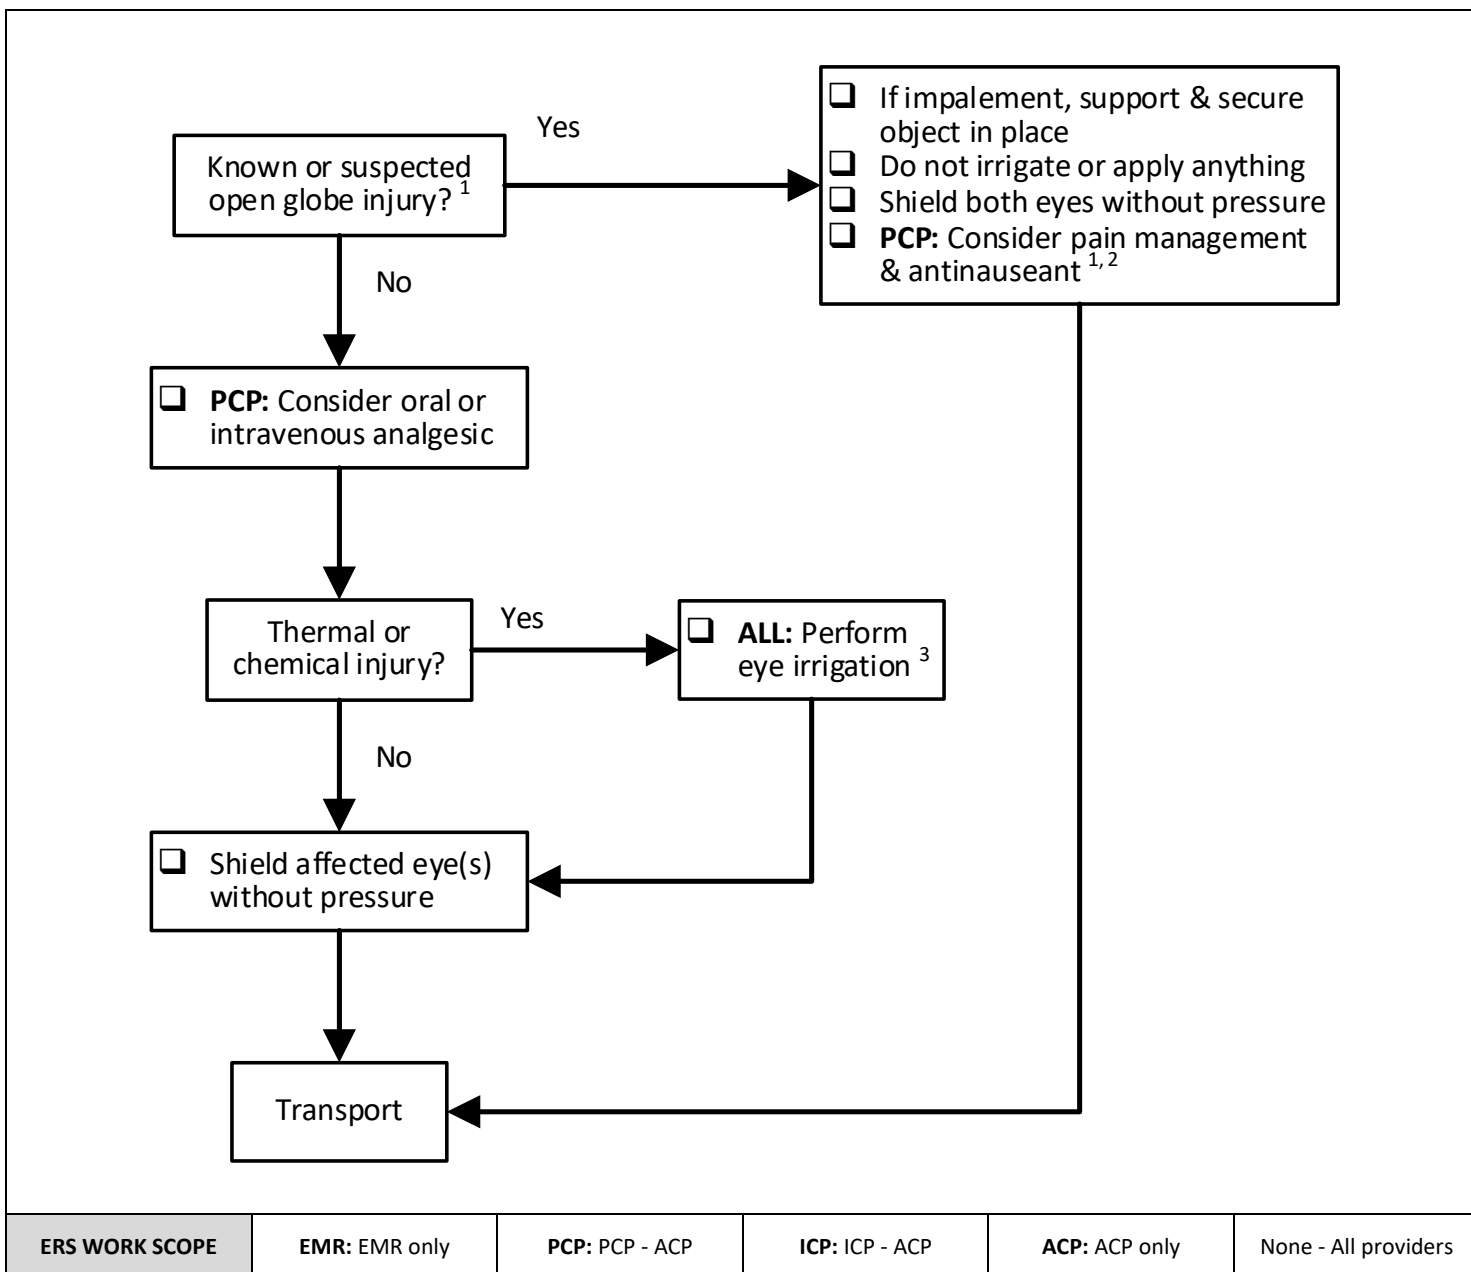 Known or suspected
open globe injury? 1
Yes
❑ If impalement, support & secure
object in place
❑ Do not irrigate or apply anything
❑ Shield both eyes without pressure
❑ PCP: Consider pain management
& antinauseant 1, 2
No
❑ PCP: Consider oral or
intravenous analgesic
Thermal or
chemical injury?
Yes
❑ ALL: Perform
eye irrigation 3
No
❑ Shield affected eye(s)
without pressure
Transport
ERS WORK SCOPE
EMR: EMR only
PCP: PCP - ACP
ICP: ICP - ACP
ACP: ACP only
None - All providers